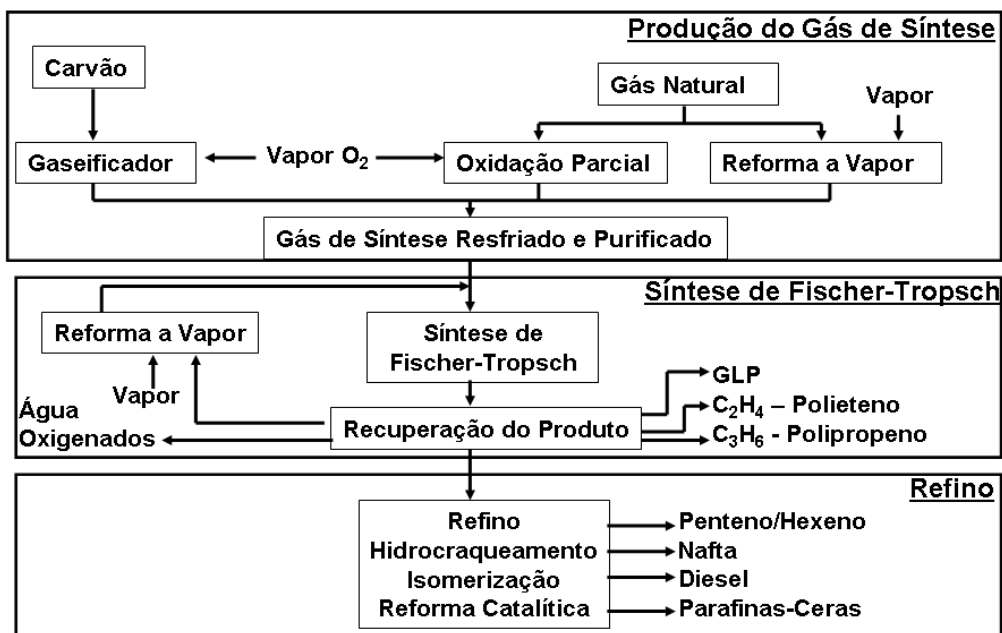 Produção do Gás de Síntese
Carvão
Gás Natural
Vapor
Gaseificador
Vapor O₂
Oxidação Parcial
Reforma a Vapor
Gás de Síntese Resfriado e Purificado
Síntese de Fischer-Tropsch
Reforma a Vapor
Síntese de
Fischer-Tropsch
Vapor
GLP
Água
Oxigenados
Recuperação do Produto
C₂H₄ – Polieteno
C₃H₆ - Polipropeno
Refino
Refino
Hidrocraqueamento
Isomerização
Reforma Catalítica
Penteno/Hexeno
Nafta
Diesel
Parafinas-Ceras